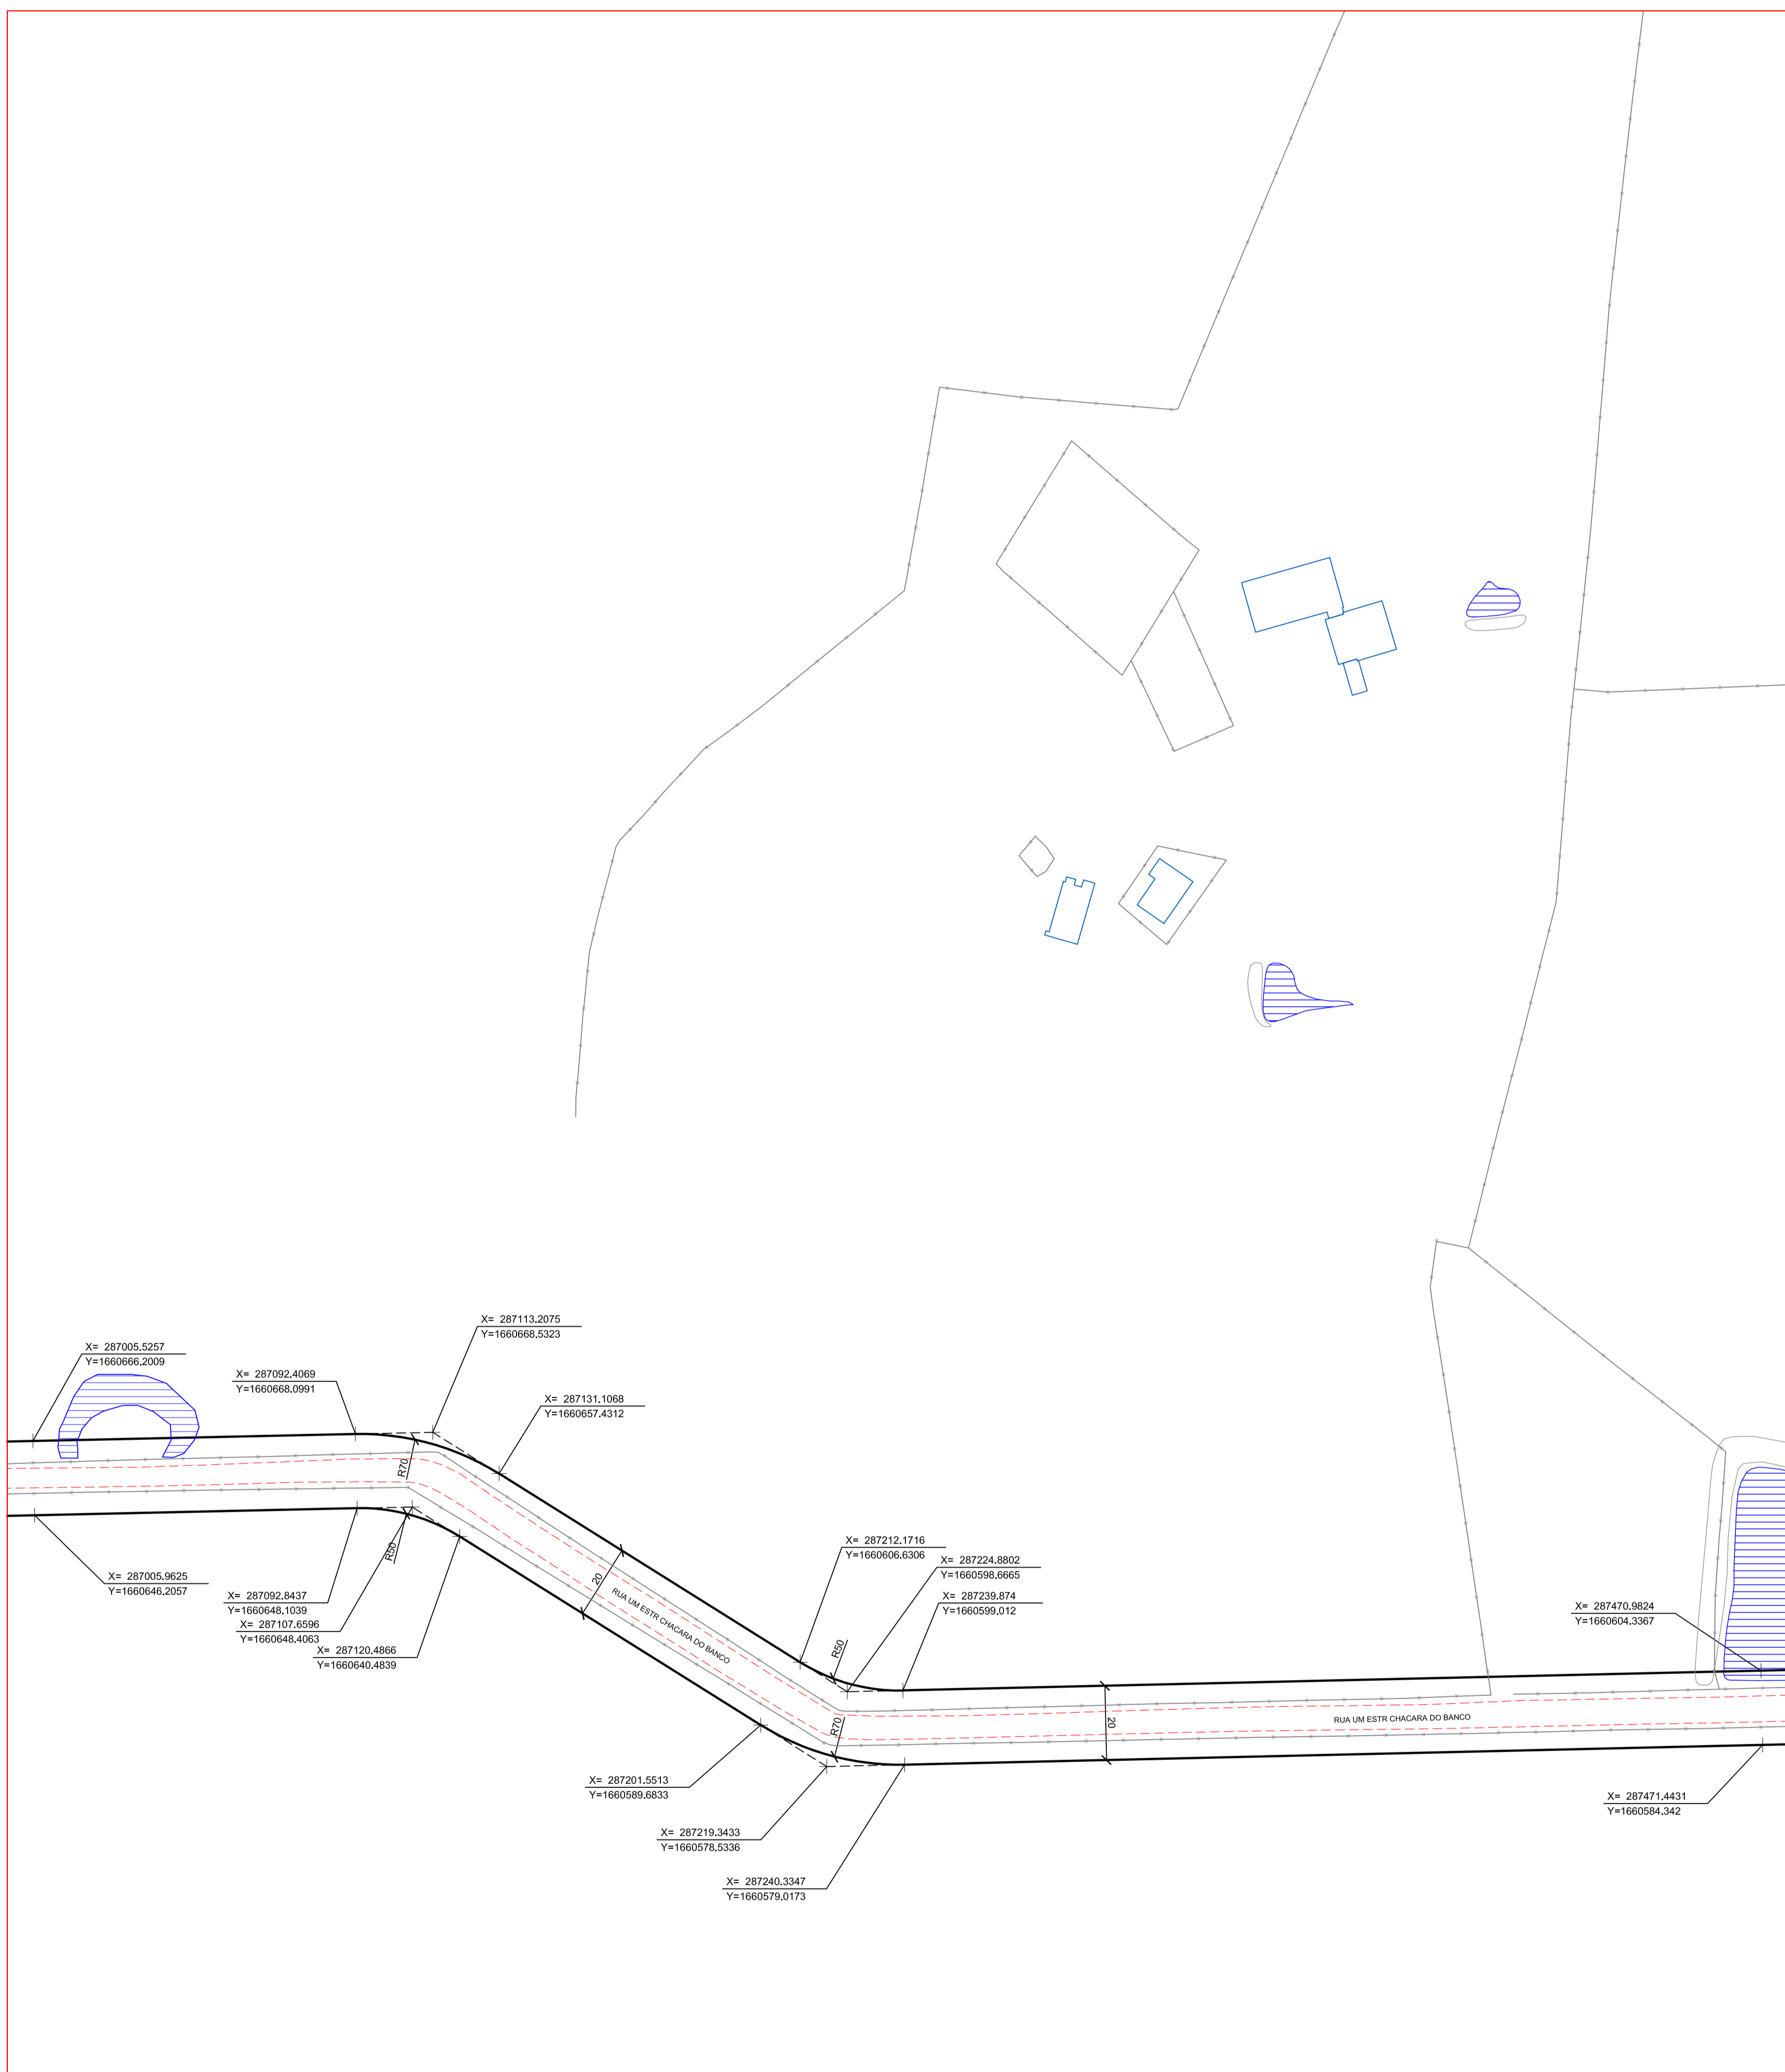 X= 287113.2075
Y=1660668.5323
X= 287005.5257
Y=1660666.2009
X= 287092.4069
Y=1660668.0991
X= 287131.1068
Y=1660657.4312
R70
R50
X= 287212.1716
Y=1660606.6306
X= 287224.8802
Y=1660598.6665
X= 287005.9625
Y=1660646.2057
20
X= 287092.8437
Y=1660648.1039
X= 287239.874
Y=1660599.012
X= 287107.6596
Y=1660648.4063
RUA UM ESTR CHACARA DO BANCO
X= 287470.9824
Y=1660604.3367
X= 287120.4866
Y=1660640.4839
R50
R70
20
RUA UM ESTR CHACARA DO BANCO
X= 287201.5513
Y=1660589.6833
X= 287471.4431
Y=1660584.342
X= 287219.3433
Y=1660578.5336
X= 287240.3347
Y=1660579.0173